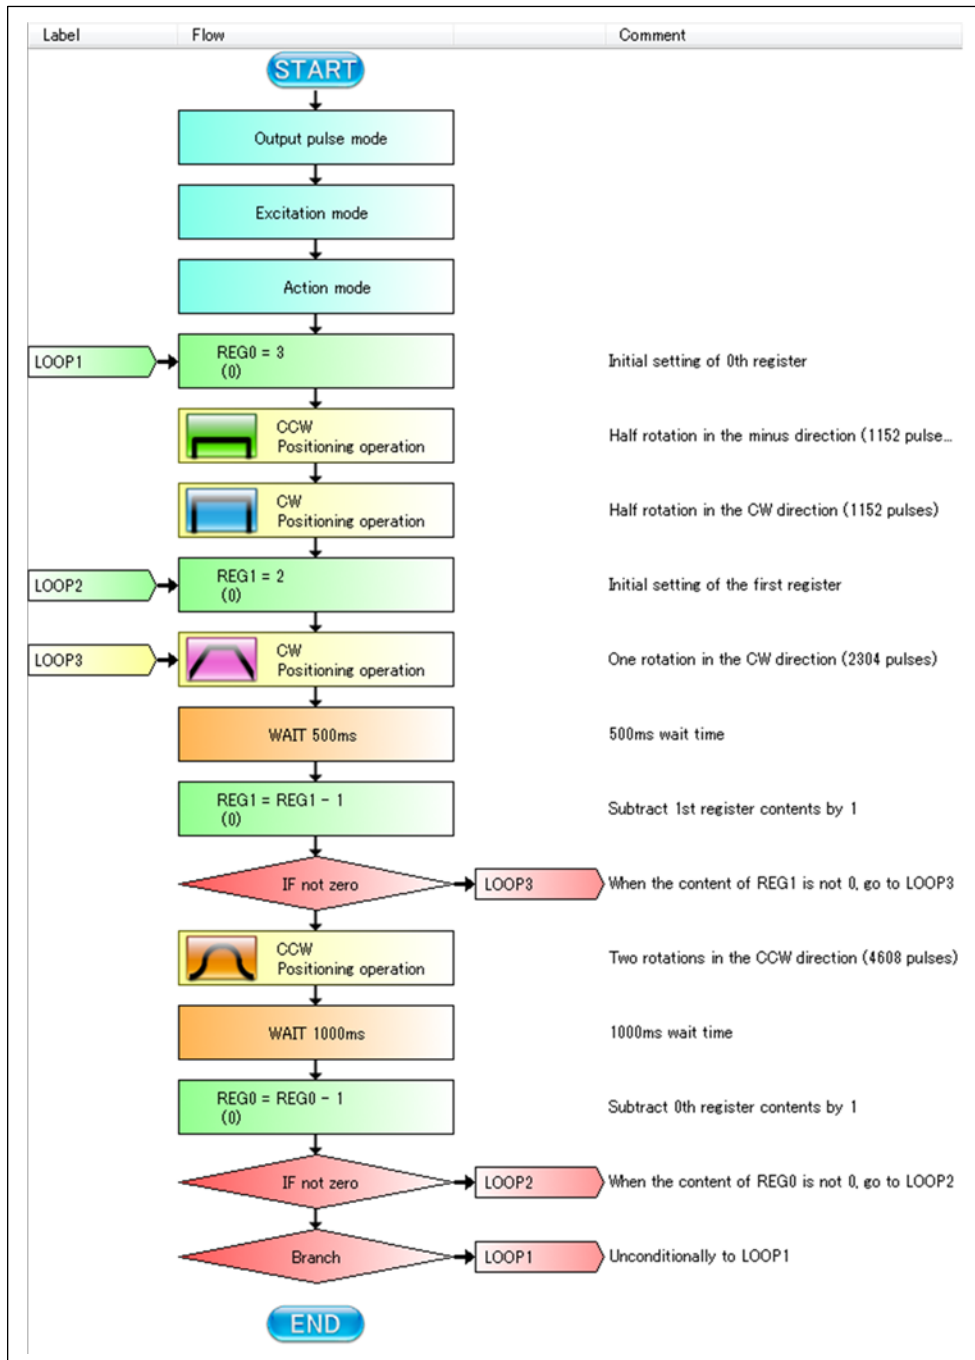 Label Flow Comment
START
Output pulse mode
Excitation mode
Action mode
LOOP1
REG0 = 3
(0)
Initial setting of 0th register
CCW
Positioning operation
Half rotation in the minus direction (1152 pulse...
CW
Positioning operation
Half rotation in the CW direction (1152 pulses)
LOOP2
REG1 = 2
(0)
Initial setting of the first register
LOOP3
CW
Positioning operation
One rotation in the CW direction (2304 pulses)
WAIT 500ms
500ms wait time
REG1 = REG1 - 1
(0)
Subtract 1st register contents by 1
IF not zero
LOOP3
When the content of REG1 is not 0, go to LOOP3
CCW
Positioning operation
Two rotations in the CCW direction (4608 pulses)
WAIT 1000ms
1000ms wait time
REG0 = REG0 - 1
(0)
Subtract 0th register contents by 1
IF not zero
LOOP2
When the content of REG0 is not 0, go to LOOP2
Branch
LOOP1
Unconditionally to LOOP1
END